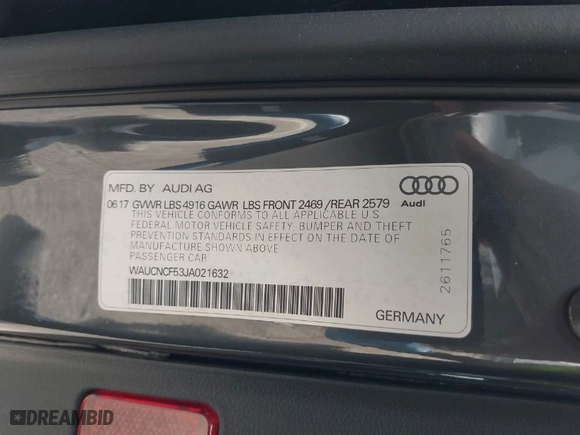 MFD. BY AUDI AG
Audi
06 17 GVWR LBS 4916 GAWR LBS FRONT 2469 /REAR 2579
THIS VEHICLE CONFORMS TO ALL APPLICABLE U.S
FEDERAL MOTOR VEHICLE SAFETY, BUMPER AND THEFT
PREVENTION STANDARDS IN EFFECT ON THE DATE
OF MANUFACTURE SHOWN ABOVE
PASSENGER CAR
WAUCNCF53JA021632
2611765
GERMANY
DREAMBID